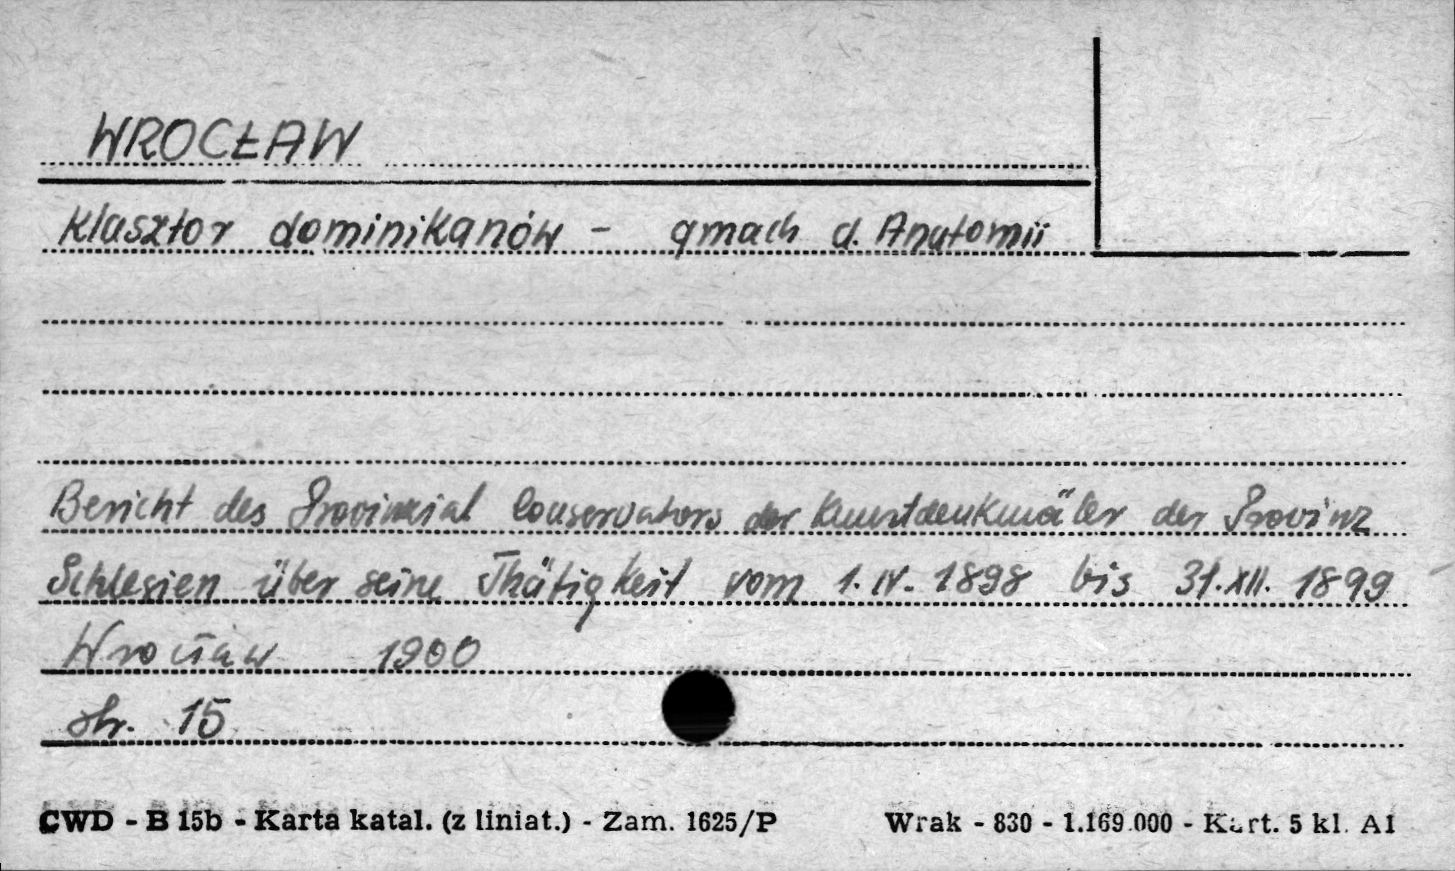 WROCŁAW
Klasztor dominikanów - gmach d. Anatomii
Bericht des Provinzial Conservators der Kunstdenkmäler der Provinz
Schlesien über seine Thätigkeit vom 1. IV. 1898 bis 31. XII. 1899
Wrocław 1900
str. 15
CWD - B 15b - Karta katal. (z liniat.) - Zam. 1625/P Wrak - 830 - 1.169.000 - Kart. 5 kl. A1